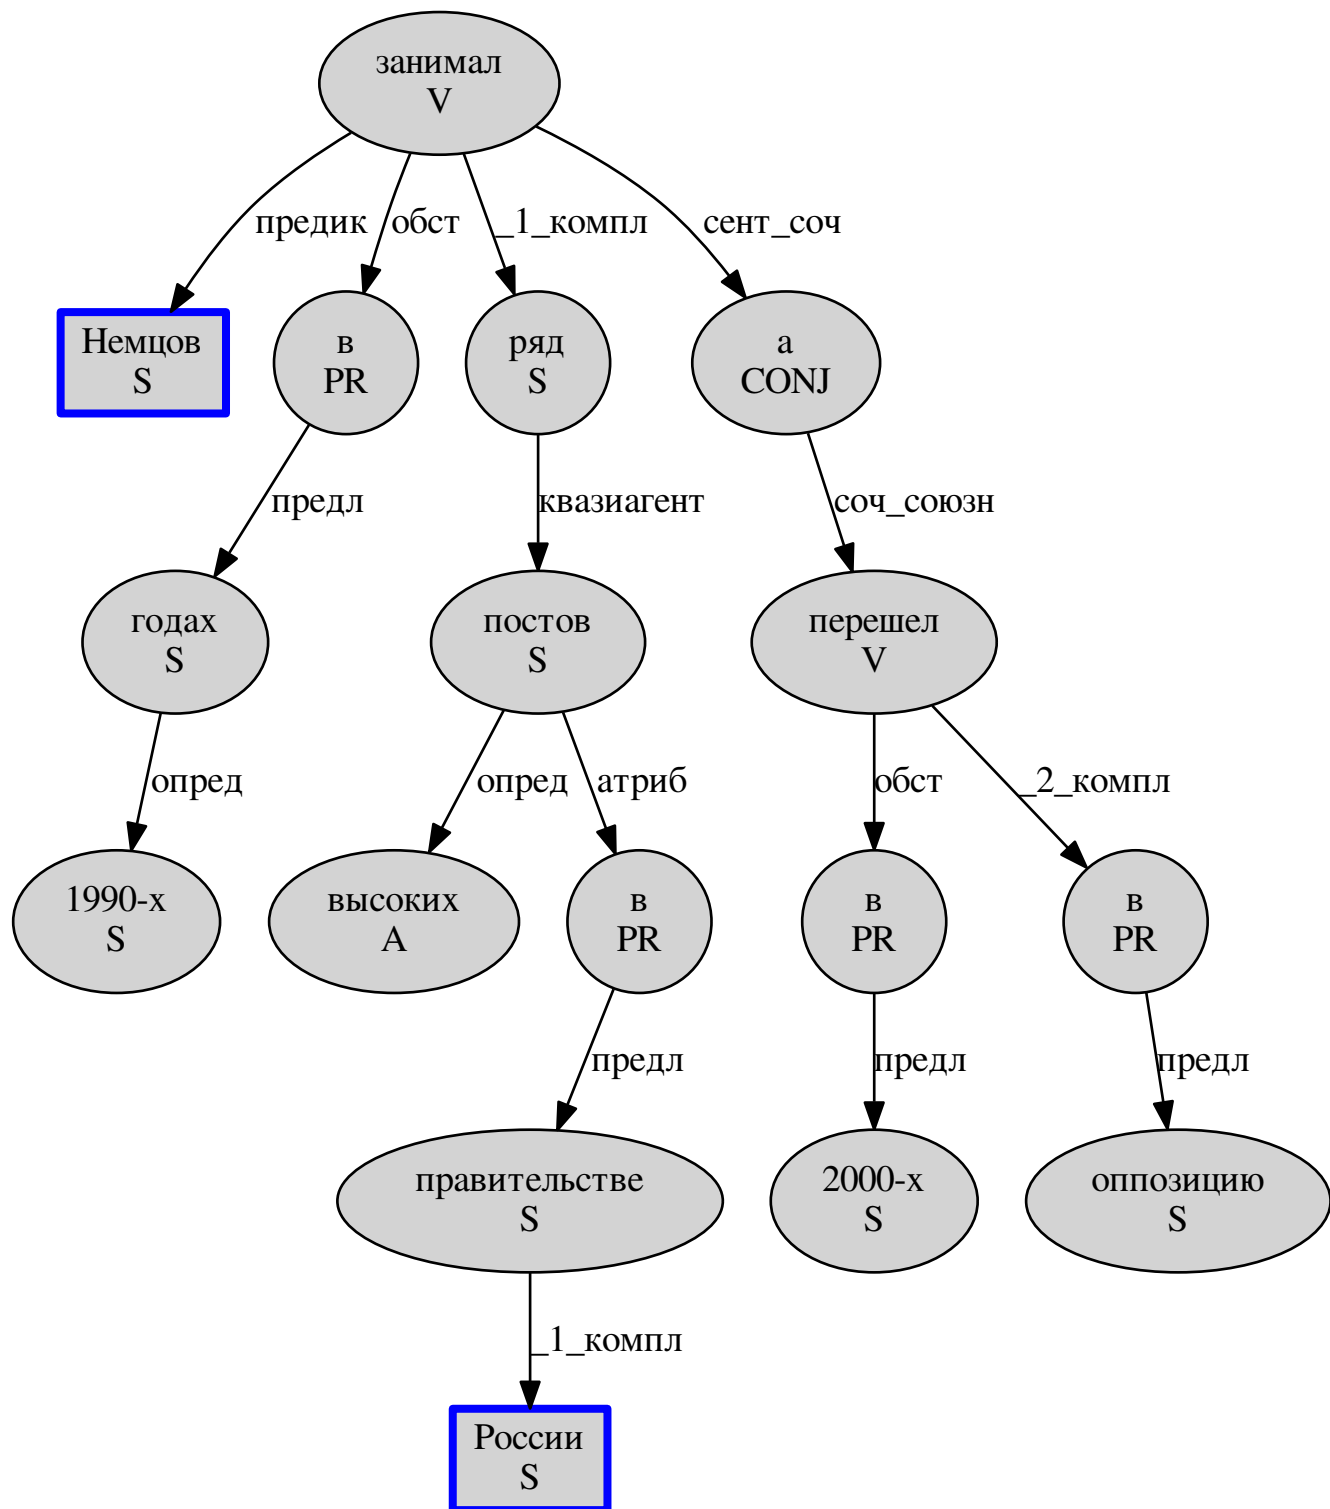 занимал
V
предик
обст
_1_компл
сент_соч
Немцов
S
в
PR
ряд
S
а
CONJ
предл
квазиагент
соч_союзн
годах
S
постов
S
перешел
V
опред
опред
атриб
обст
_2_компл
1990-х
S
высоких
A
в
PR
в
PR
в
PR
предл
предл
предл
правительстве
S
2000-х
S
оппозицию
S
_1_компл
России
S